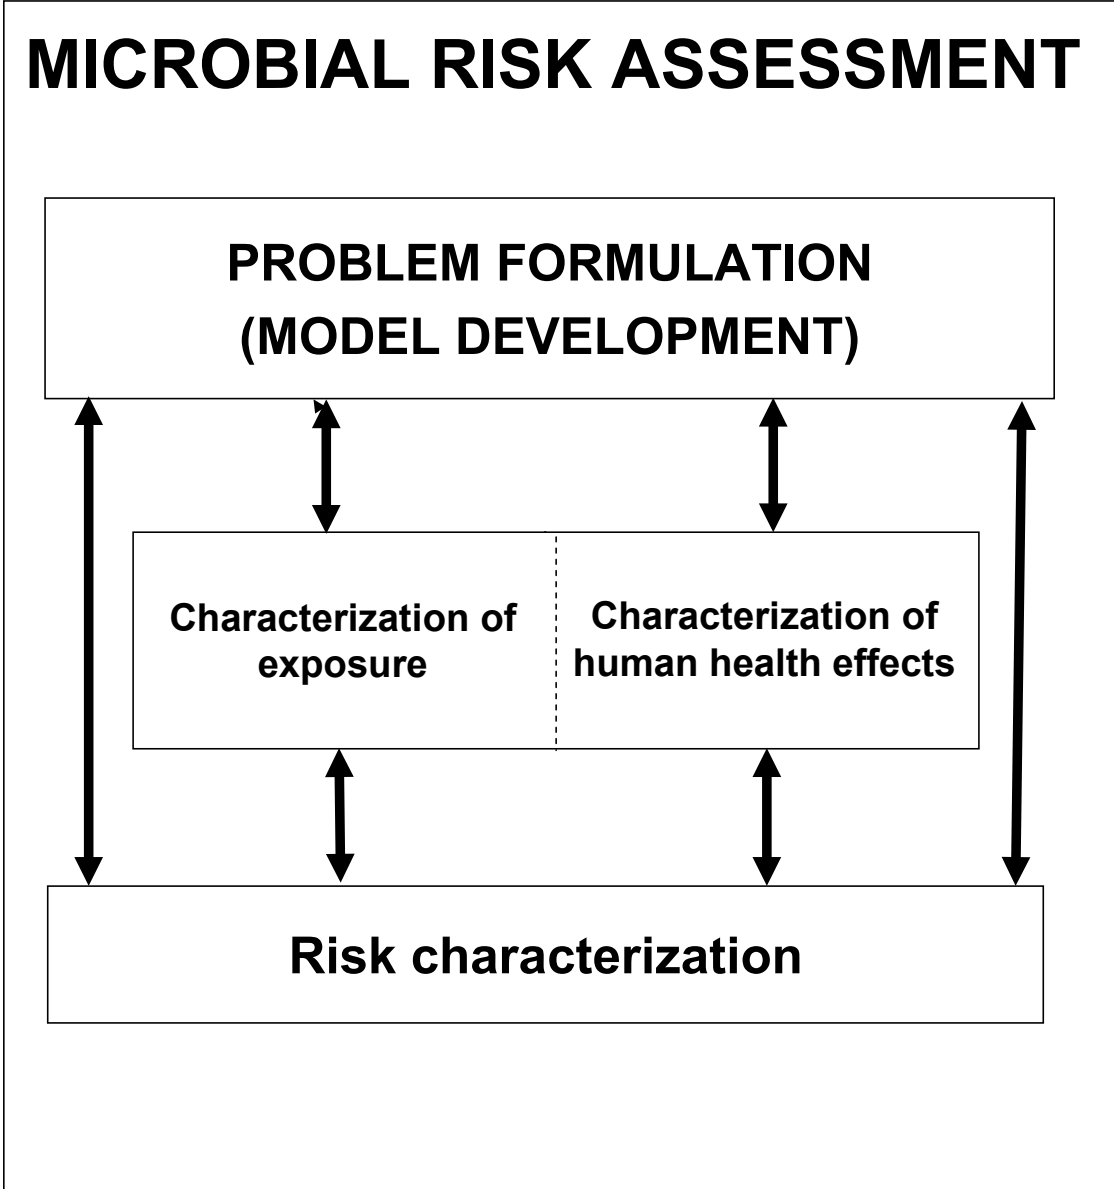 MICROBIAL RISK ASSESSMENT
PROBLEM FORMULATION
(MODEL DEVELOPMENT)
Characterization of
exposure
Characterization of
human health effects
Risk characterization